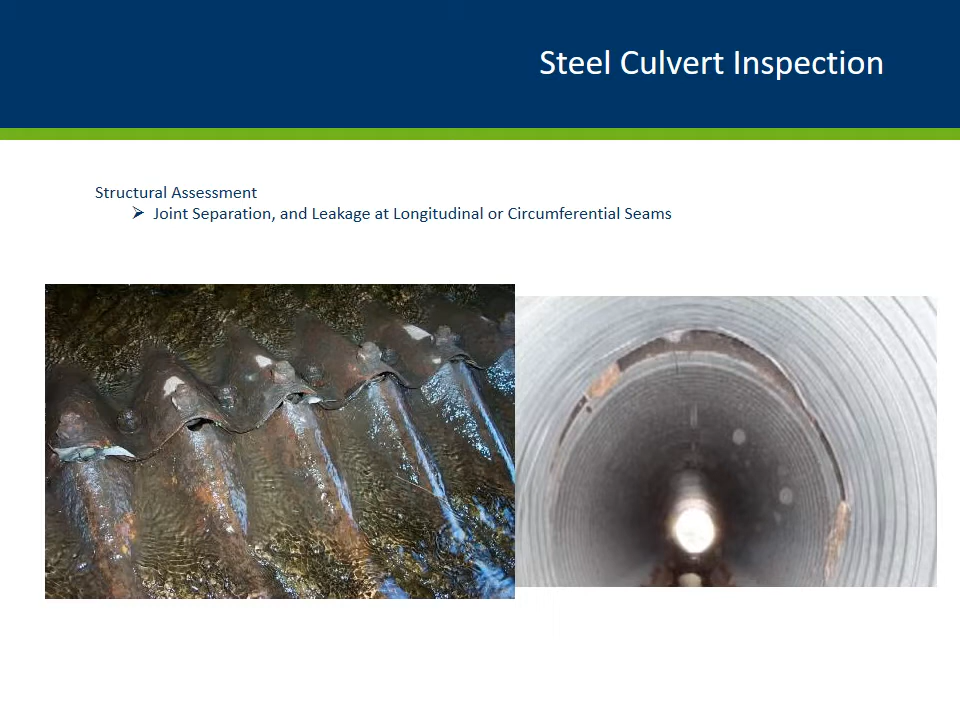 Steel Culvert Inspection
Structural Assessment
➢ Joint Separation, and Leakage at Longitudinal or Circumferential Seams